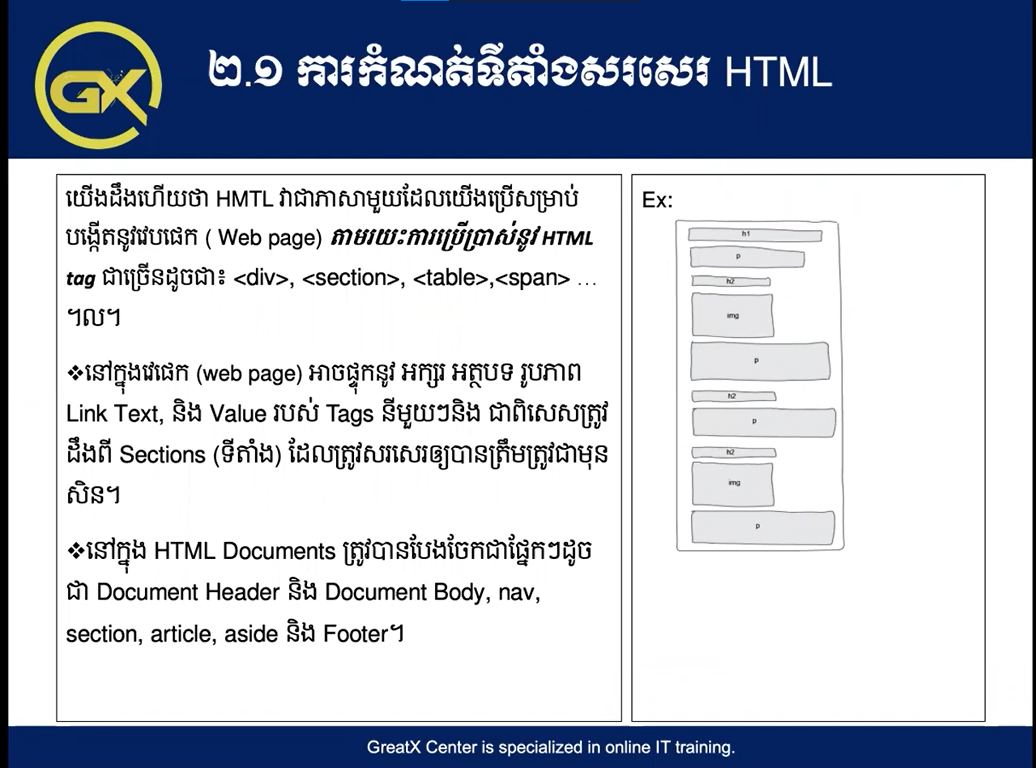 GX
២.១ ការកំណត់ទីតាំងសរសេរ HTML
យើងដឹងហើយថា HMTL វាជាភាសាមួយដែលយើងប្រើសម្រាប់
បង្កើតនូវវេបផេក ( Web page) តាមរយះការប្រើប្រាស់នូវ HTML
tag ជាច្រើនដូចជា៖ <div>, <section>, <table>,<span> …
ៗល។
❖នៅក្នុងវេផេក (web page) អាចផ្ទុកនូវ អក្សរ អត្ថបទ រូបភាព
Link Text, និង Value របស់ Tags នីមួយៗនិង ជាពិសេសត្រូវ
ដឹងពី Sections (ទីតាំង) ដែលត្រូវសរសេរឲ្យបានត្រឹមត្រូវជាមុន
សិន។
❖នៅក្នុង HTML Documents ត្រូវបានបែងចែកជាផ្នែកៗដូច
ជា Document Header និង Document Body, nav,
section, article, aside និង Footer។
Ex:
h1
p
h2
img
p
h2
p
h2
img
p
GreatX Center is specialized in online IT training.